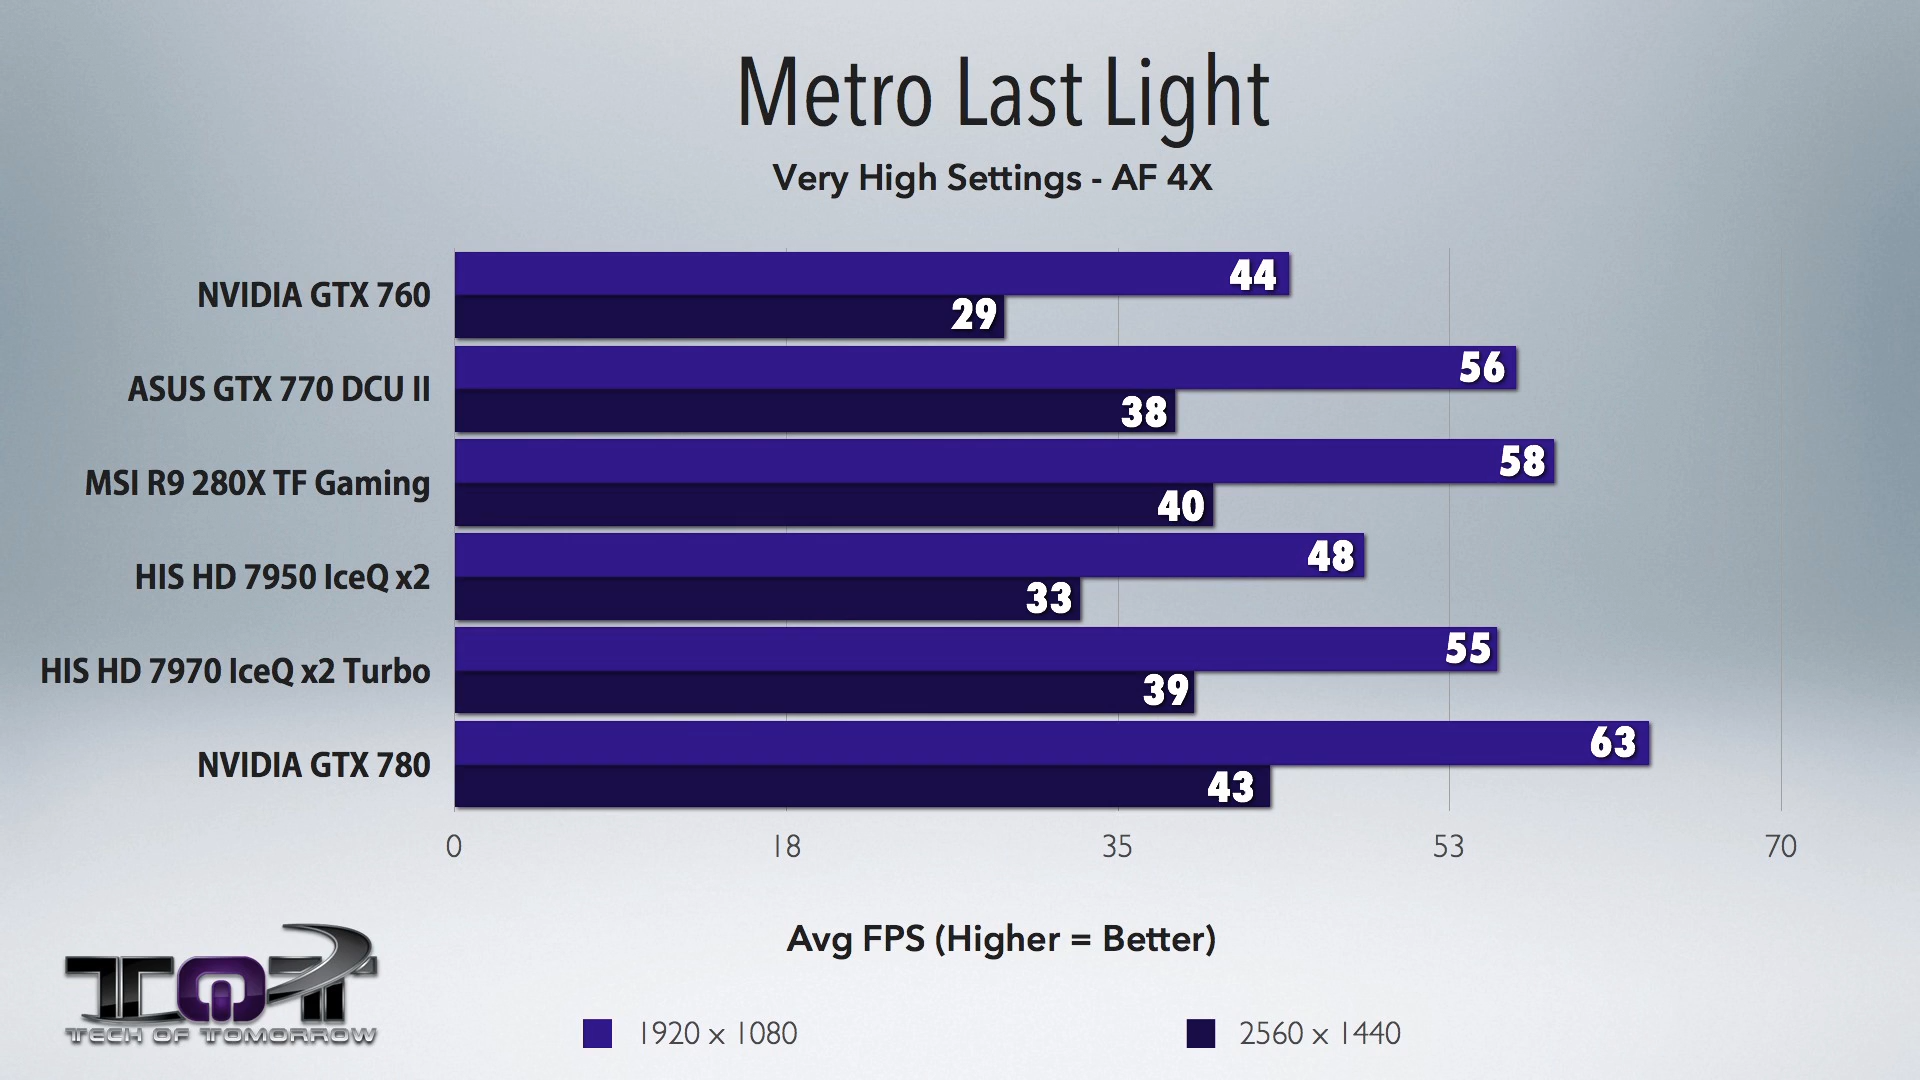 Metro Last Light
Very High Settings - AF 4X
NVIDIA GTX 760
44
29
ASUS GTX 770 DCU II
56
38
MSI R9 280X TF Gaming
58
40
HIS HD 7950 IceQ x2
48
33
HIS HD 7970 IceQ x2 Turbo
55
39
NVIDIA GTX 780
63
43
0 18 35 53 70
Avg FPS (Higher = Better)
TOT
TECH OF TOMORROW
1920 x 1080
2560 x 1440